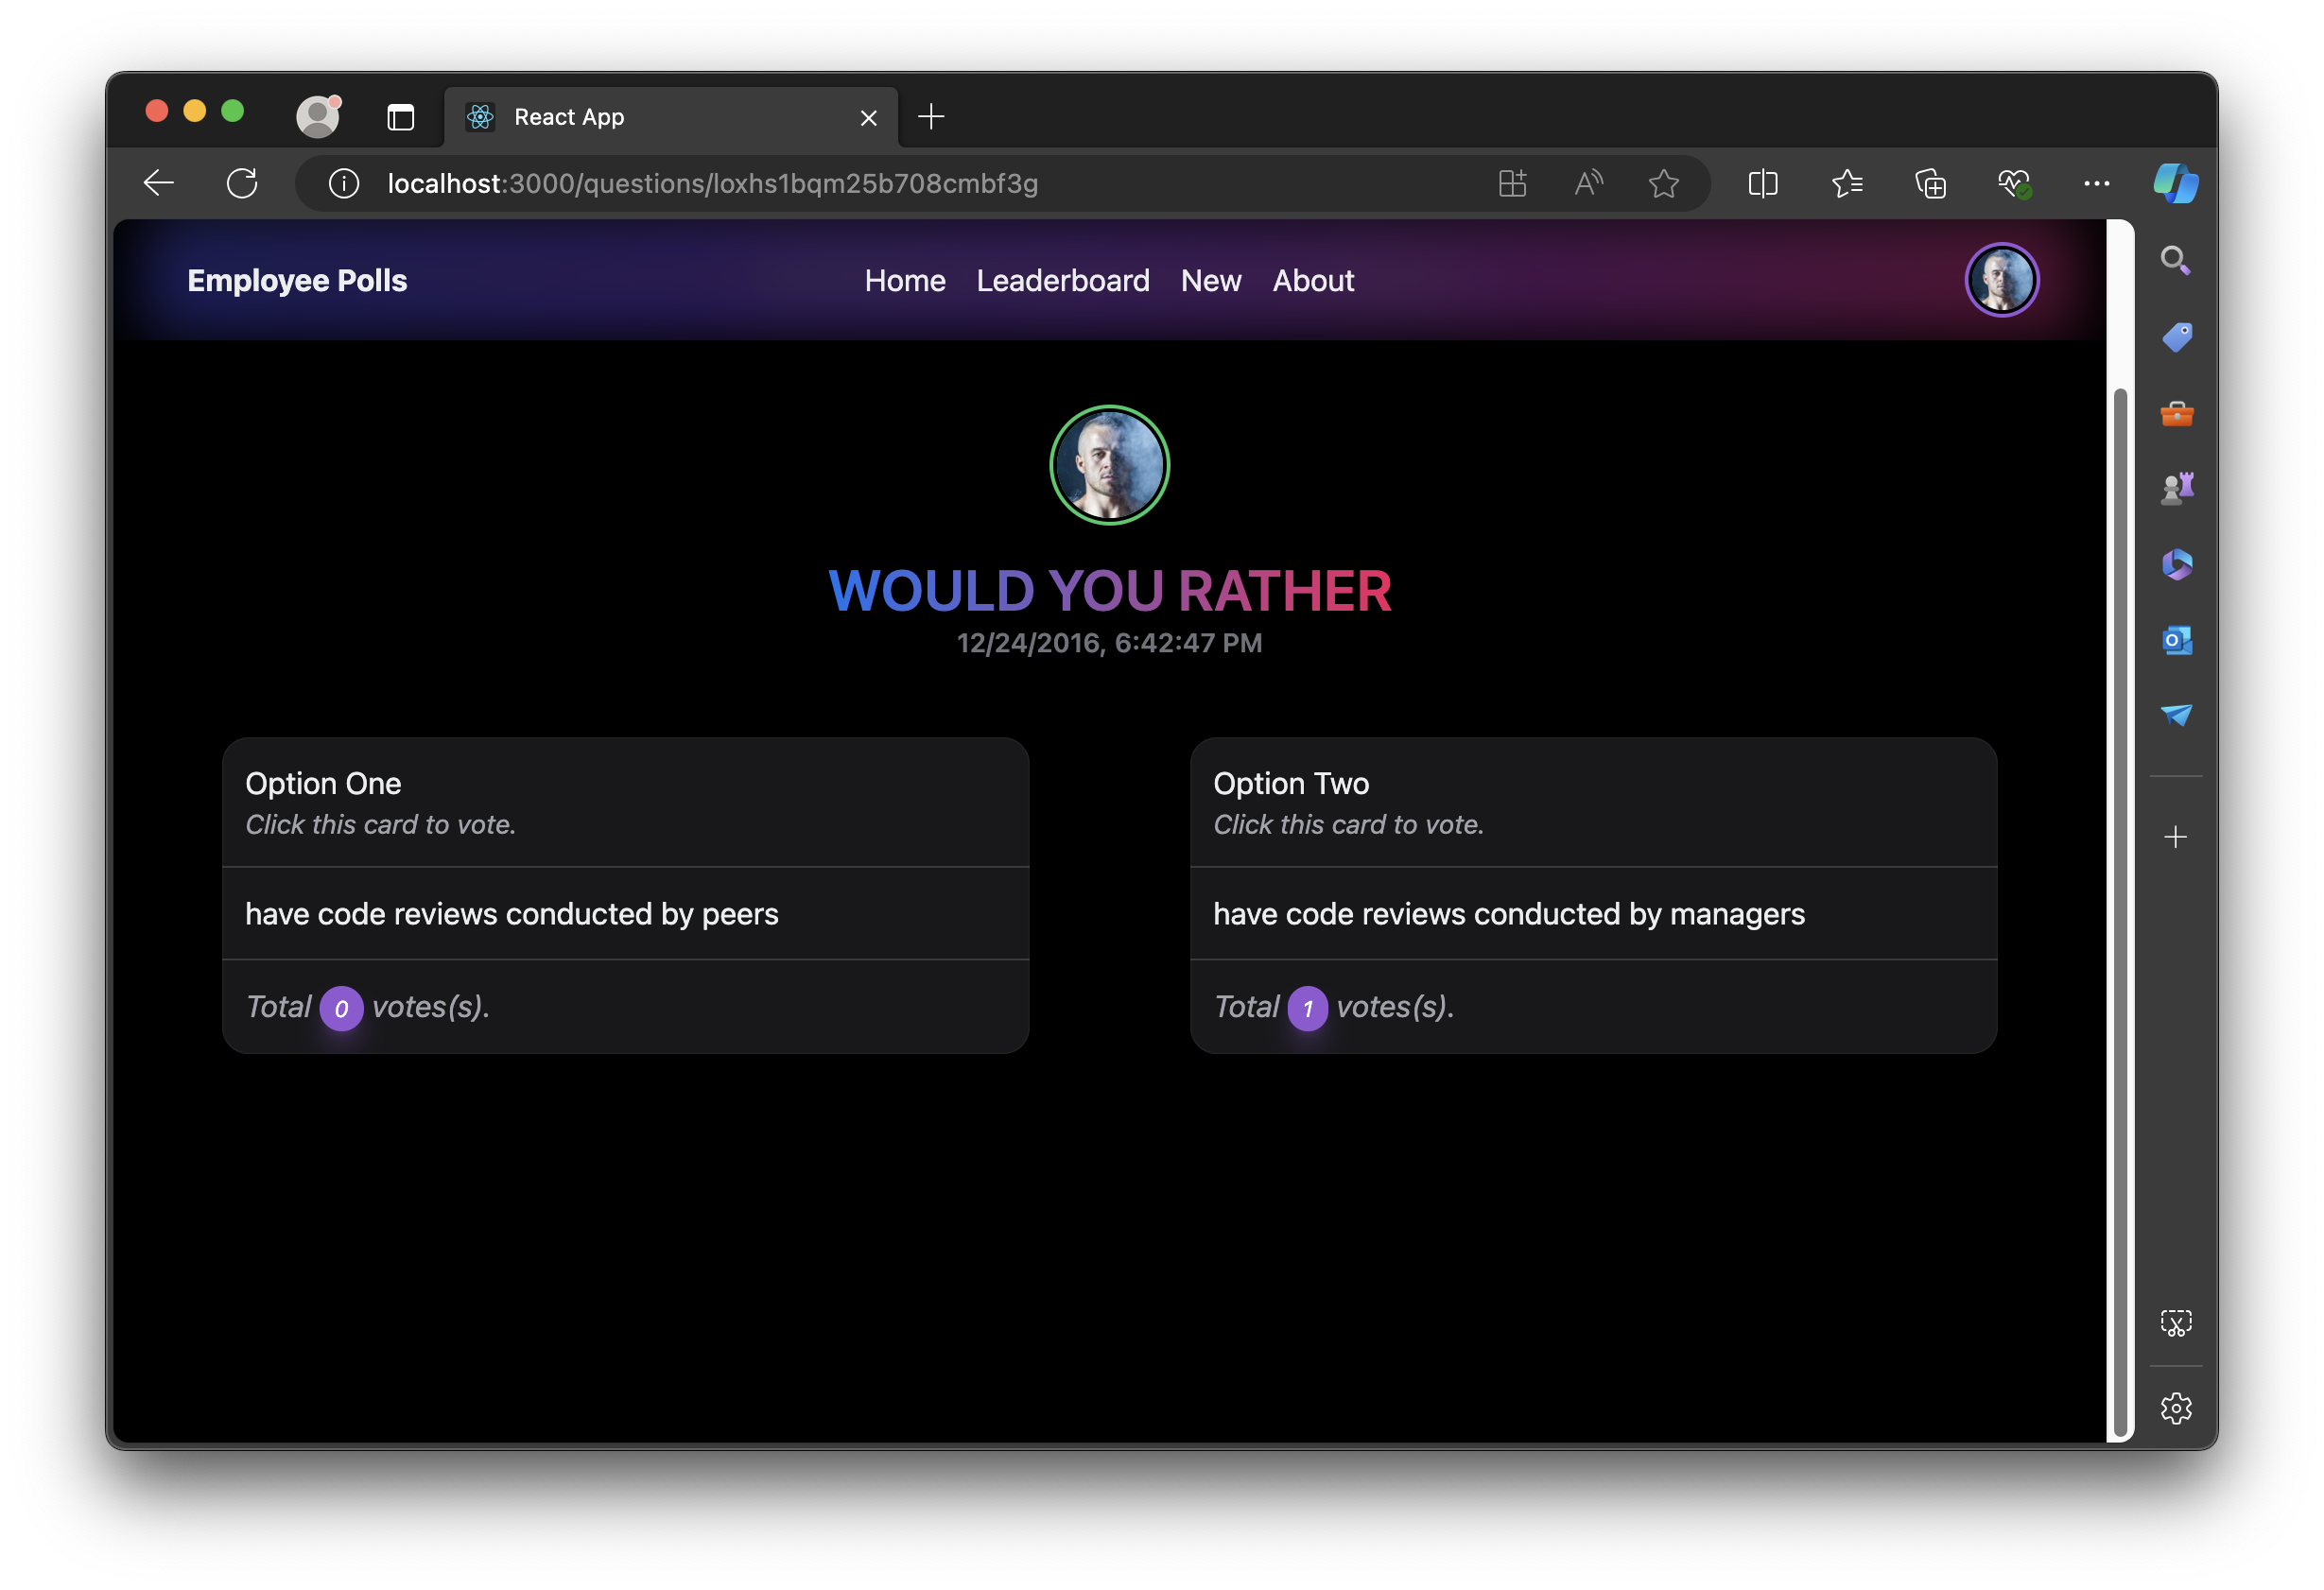 React App
localhost:3000/questions/loxhs1bqm25b708cmbf3g
Employee Polls
Home Leaderboard New About
WOULD YOU RATHER
12/24/2016, 6:42:47 PM
Option One
Click this card to vote.
have code reviews conducted by peers
Total 0 votes(s).
Option Two
Click this card to vote.
have code reviews conducted by managers
Total 1 votes(s).